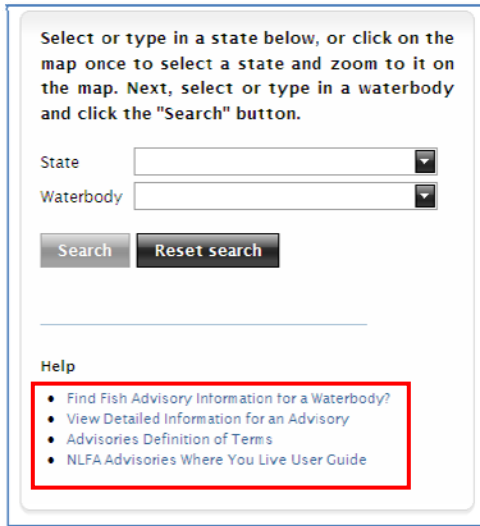 Select or type in a state below, or click on the
map once to select a state and zoom to it on
the map. Next, select or type in a waterbody
and click the "Search" button.
State
Waterbody
Search Reset search
Help
• Find Fish Advisory Information for a Waterbody?
• View Detailed Information for an Advisory
• Advisories Definition of Terms
• NLFA Advisories Where You Live User Guide